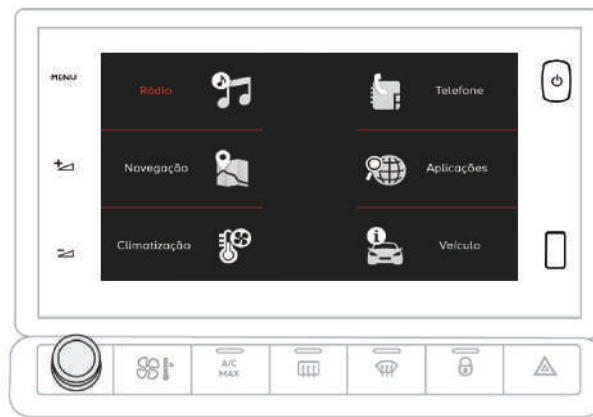 MENU
Rádio
Telefone
Navegação
Aplicações
Climatização
Veículo
A/C
MAX